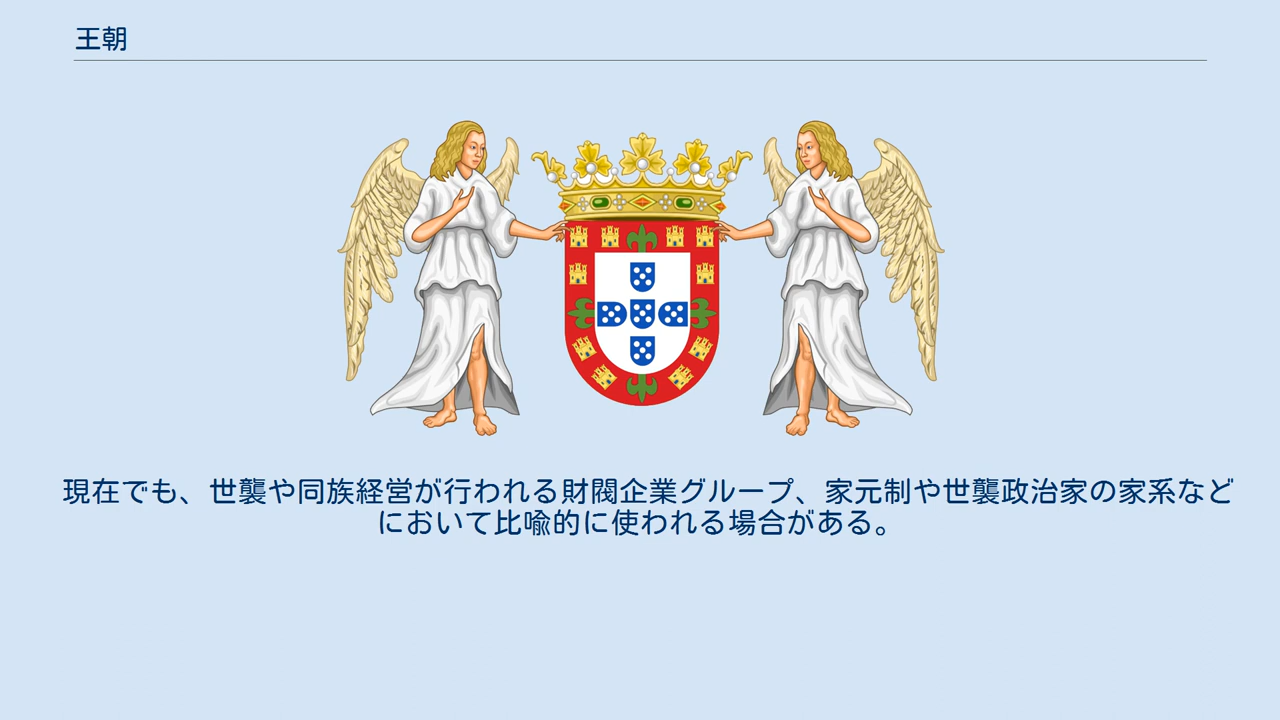 王朝
現在でも、世襲や同族経営が行われる財閥企業グループ、家元制や世襲政治家の家系など
において比喩的に使われる場合がある。